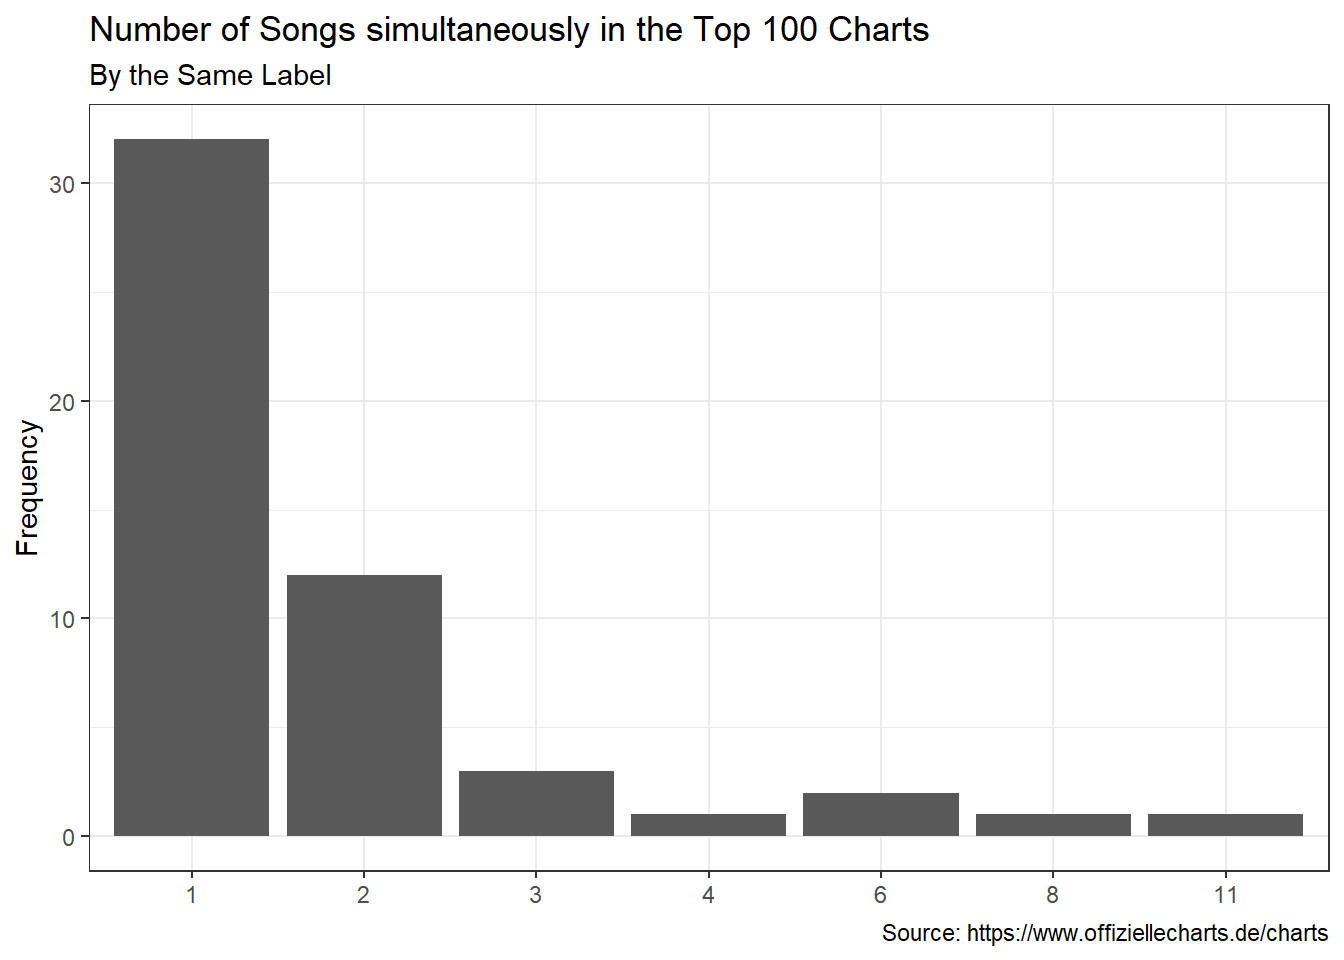 Number of Songs simultaneously in the Top 100 Charts
By the Same Label
Frequency
30
20
10
0
1 2 3 4 6 8 11
Source: https://www.offiziellecharts.de/charts